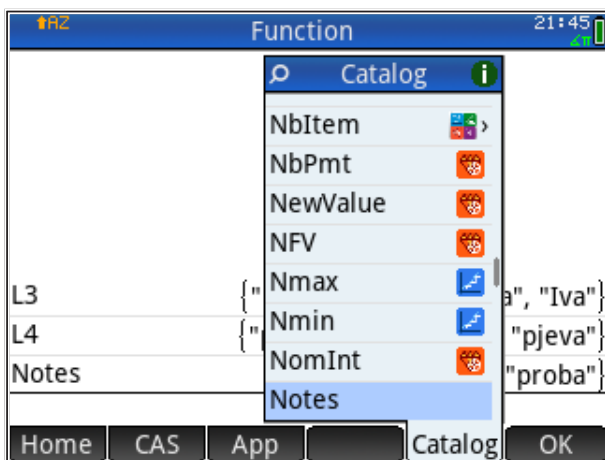 AZ
Function
21:45
∡π
Catalog
i
NbItem
NbPmt
NewValue
NFV
Nmax
Nmin
NomInt
Notes
L3 {" a", "Iva"}
L4 {"p "pjeva"}
Notes "proba"}
Home CAS App Catalog OK